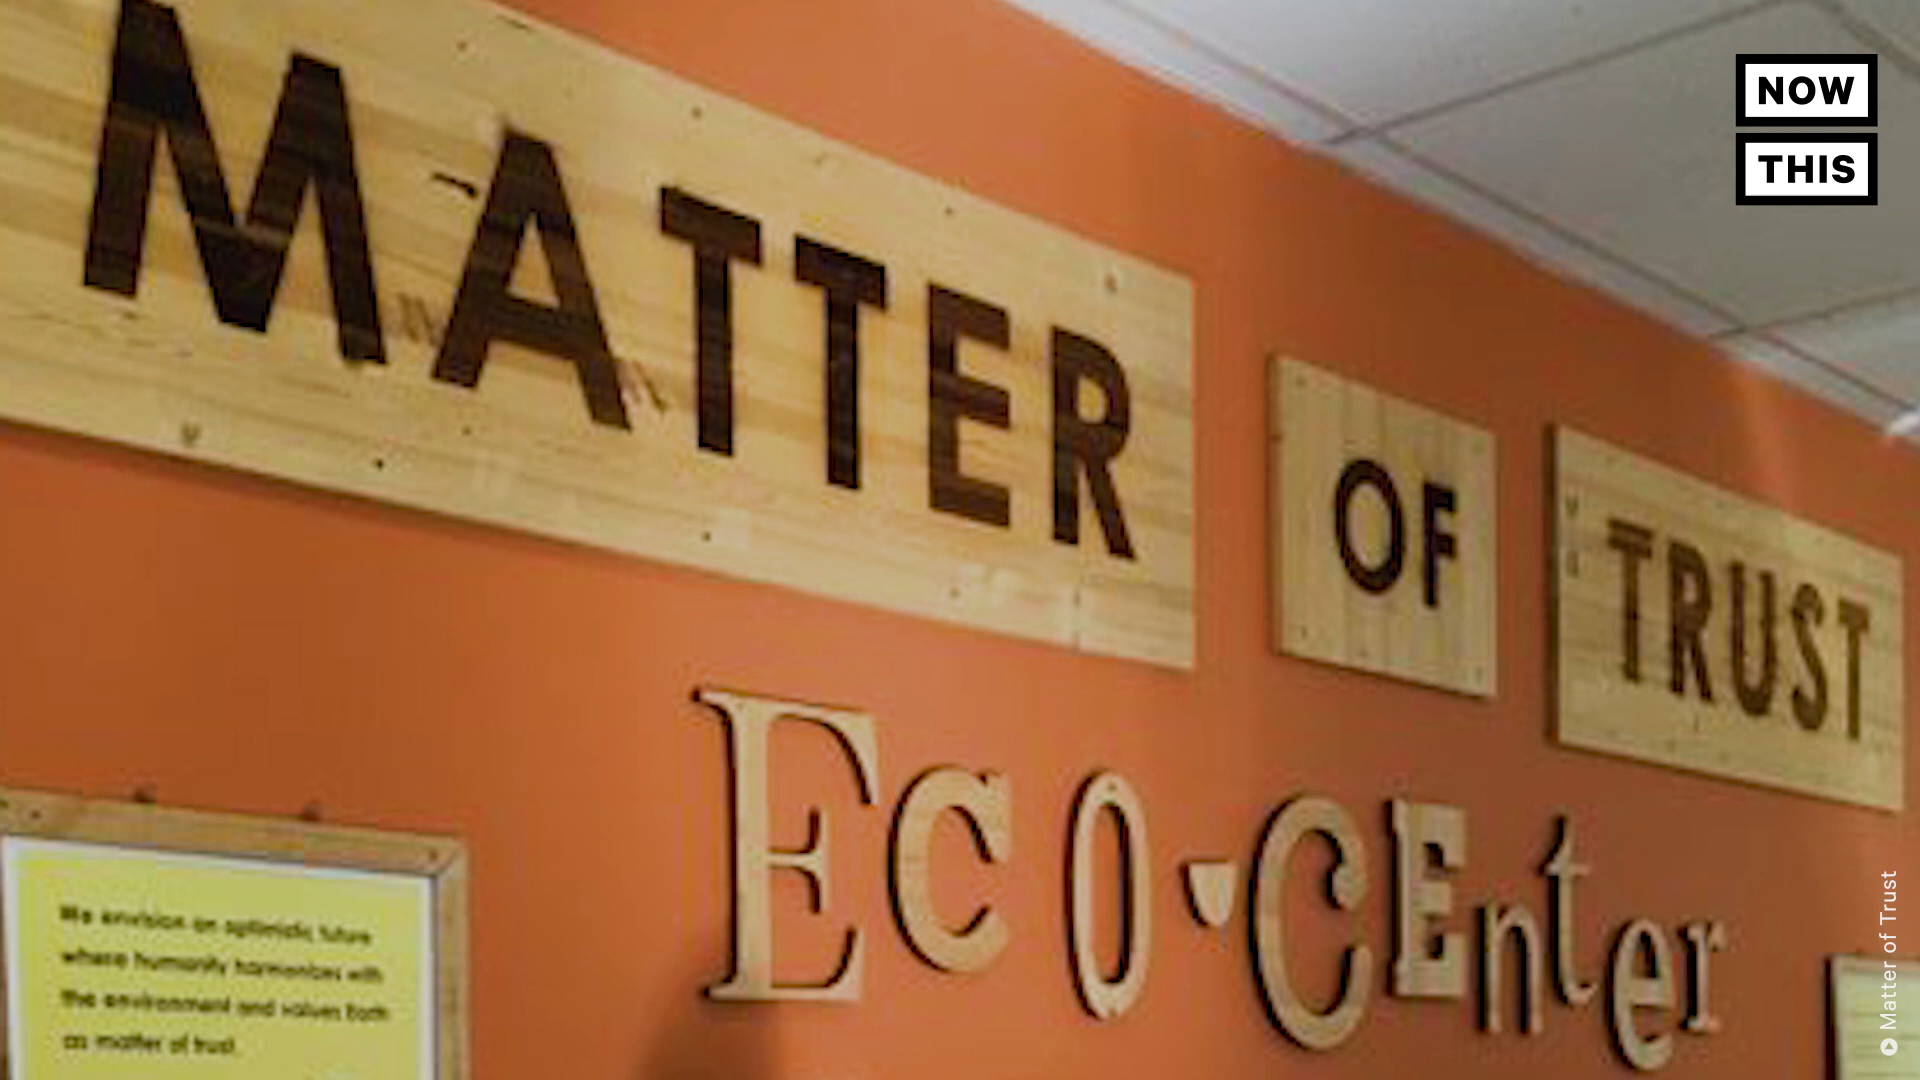 MATTER OF TRUST
Eco·CEnter
NOW
THIS
We envision an optimistic future
where humanity harmonizes with
the environment and values Earth
as matter of trust.
Matter of Trust